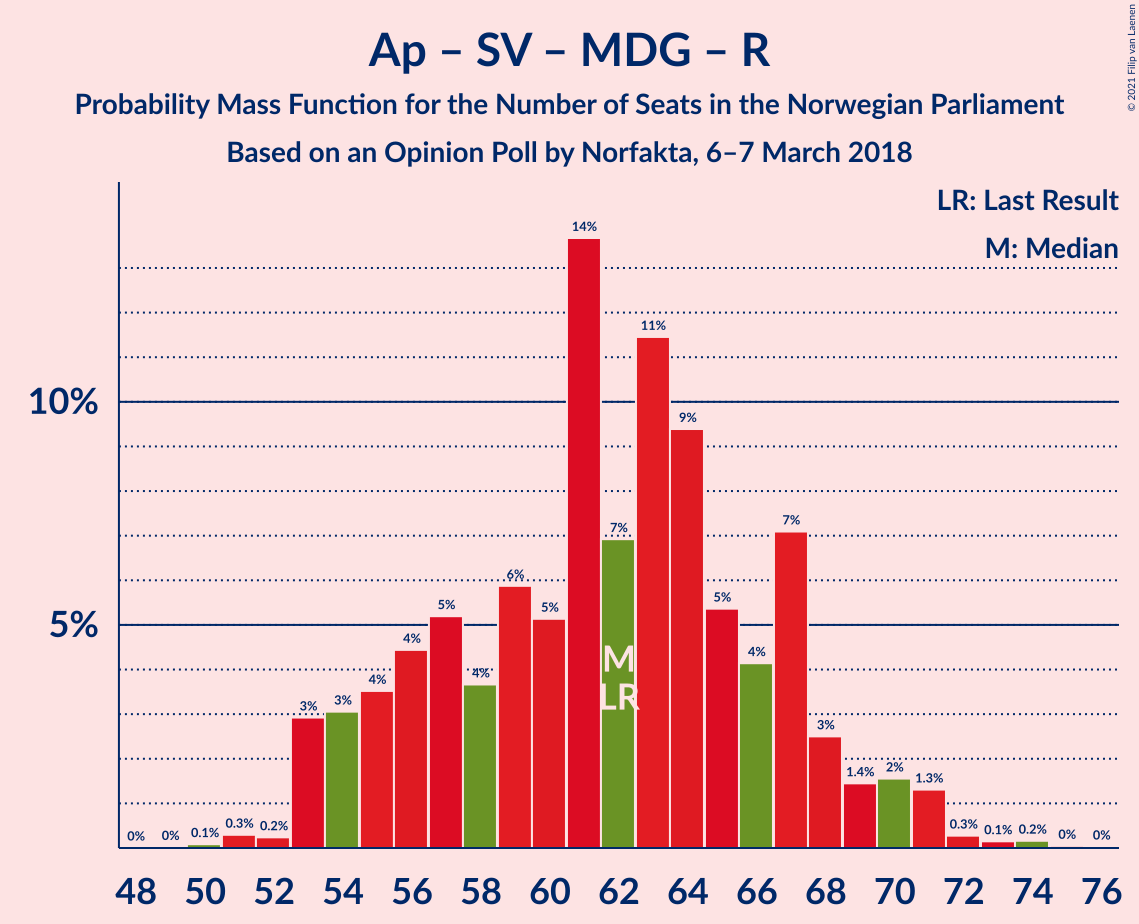 Ap – SV – MDG – R
Probability Mass Function for the Number of Seats in the Norwegian Parliament
Based on an Opinion Poll by Norfakta, 6–7 March 2018
© 2021 Filip van Laenen
LR: Last Result
M: Median
10%
5%
0% 0% 0.1% 0.3% 0.2% 3% 3% 4% 4% 5% 4% 6% 5% 14% 7% 11% 9% 5% 4% 7% 3% 1.4% 2% 1.3% 0.3% 0.1% 0.2% 0% 0%
M
LR
48 50 52 54 56 58 60 62 64 66 68 70 72 74 76